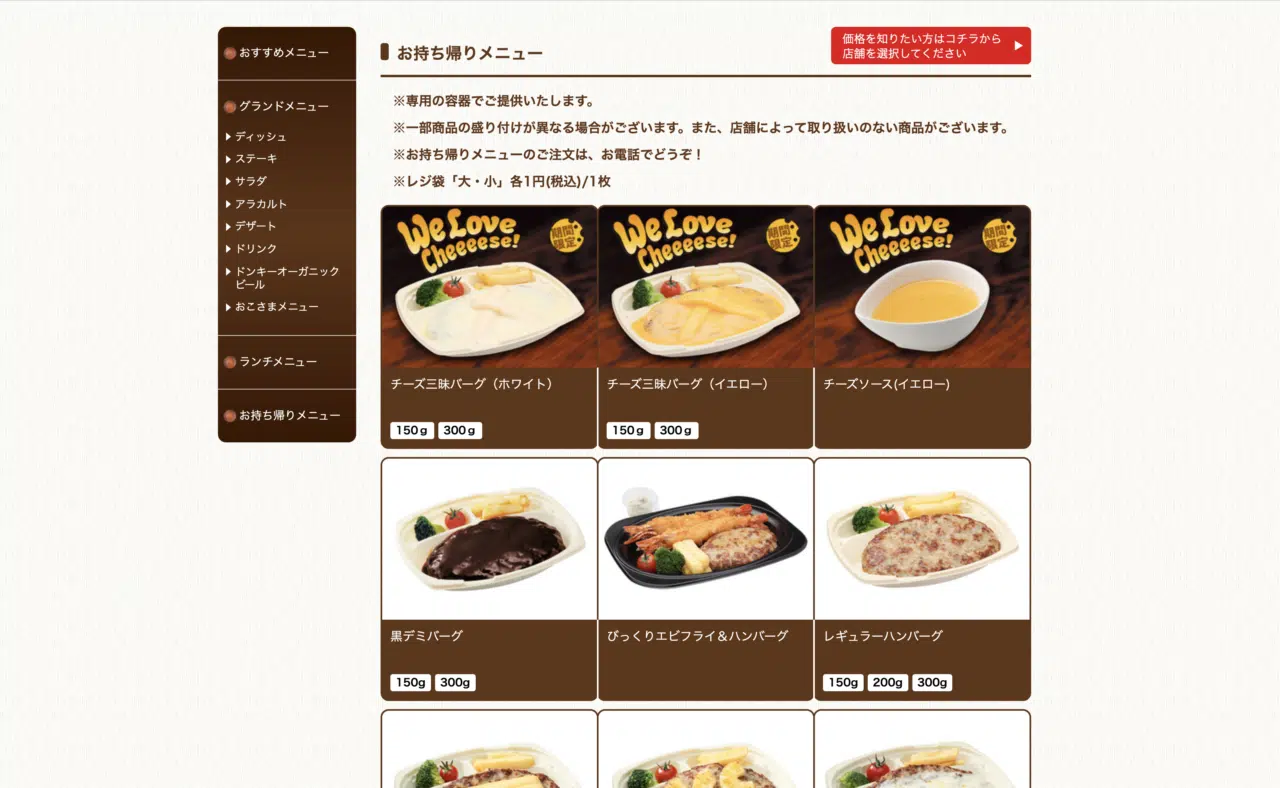 おすすめメニュー
グランドメニュー
ディッシュ
ステーキ
サラダ
アラカルト
デザート
ドリンク
ドンキーオーガニック
ビール
おこさまメニュー
ランチメニュー
お持ち帰りメニュー
お持ち帰りメニュー
価格を知りたい方はコチラから
店舗を選択してください
※専用の容器でご提供いたします。
※一部商品の盛り付けが異なる場合がございます。また、店舗によって取り扱いのない商品がございます。
※お持ち帰りメニューのご注文は、お電話でどうぞ！
※レジ袋「大・小」各1円(税込)/1枚
We Love
Cheeeese!
期間
限定
チーズ三昧バーグ（ホワイト）
150ｇ 300ｇ
We Love
Cheeeese!
期間
限定
チーズ三昧バーグ（イエロー）
150ｇ 300ｇ
We Love
Cheeeese!
期間
限定
チーズソース(イエロー)
黒デミバーグ
150g 300g
びっくりエビフライ＆ハンバーグ
レギュラーハンバーグ
150g 200g 300g